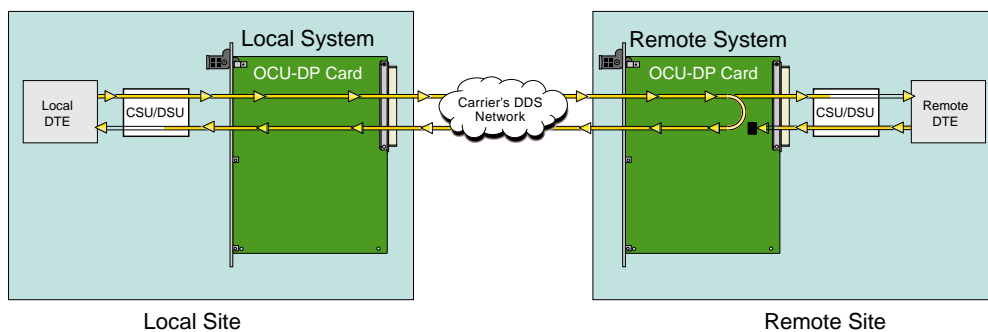 Local System
Remote System
OCU-DP Card
OCU-DP Card
Local
DTE
CSU/DSU
Carrier's DDS
Network
CSU/DSU
Remote
DTE
Local Site
Remote Site